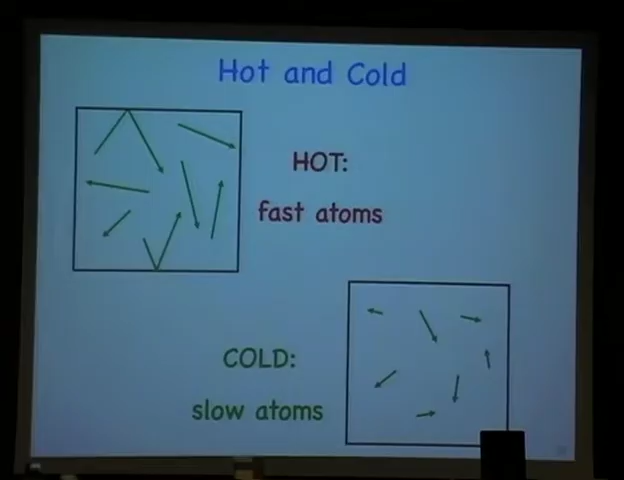 Hot and Cold
HOT:
fast atoms
COLD:
slow atoms